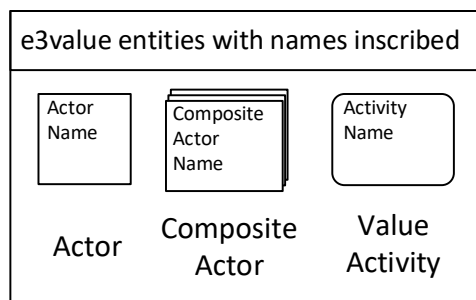 e3value entities with names inscribed
Actor
Name
Composite
Actor
Name
Activity
Name
Actor
Composite
Actor
Value
Activity